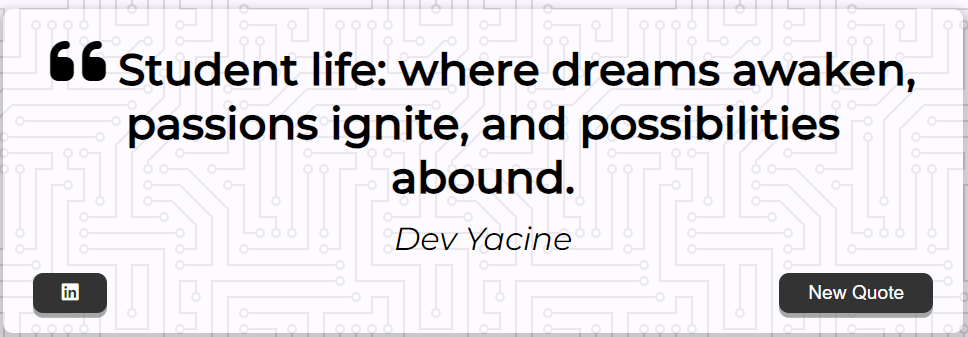 ❝ Student life: where dreams awaken,
passions ignite, and possibilities
abound.
Dev Yacine
in
New Quote